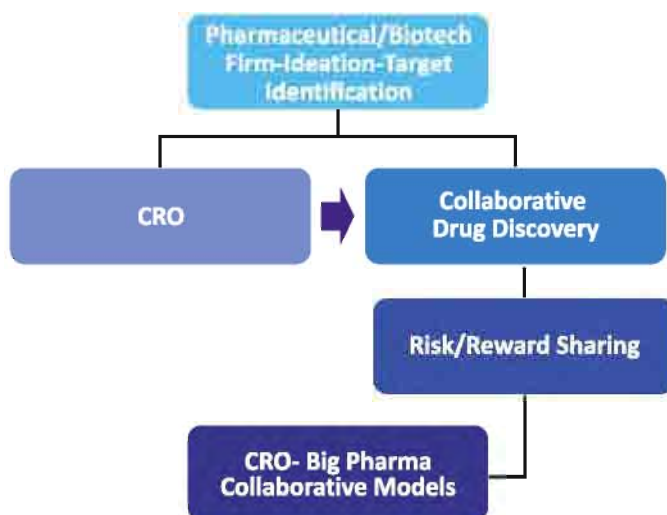 Pharmaceutical/Biotech
Firm-Ideation-Target
Identification
CRO
Collaborative
Drug Discovery
Risk/Reward Sharing
CRO- Big Pharma
Collaborative Models